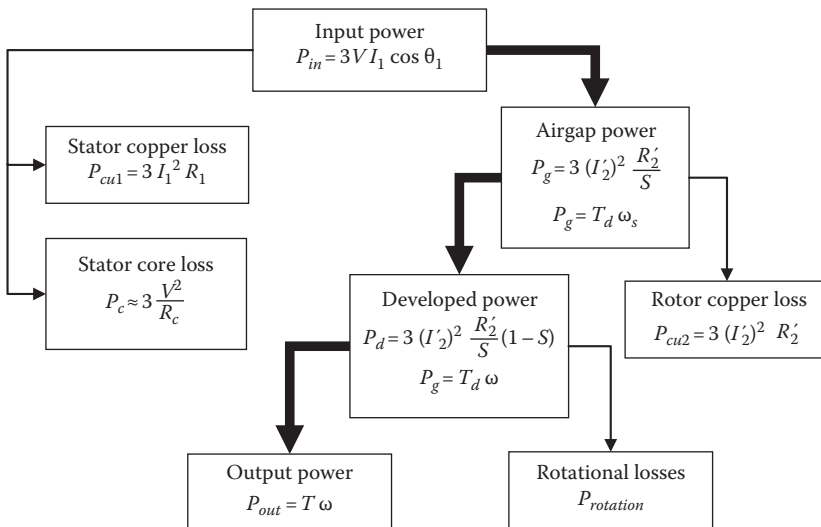 Input power
P_in = 3V I_1 cos θ_1
Airgap power
P_g = 3 (I′_2)^2 R′_2/S
P_g = T_d ω_s
Stator copper loss
P_cu1 = 3 I_1^2 R_1
Stator core loss
P_c ≈ 3 V^2/R_c
Developed power
P_d = 3 (I′_2)^2 R′_2/S (1 – S)
P_g = T_d ω
Rotor copper loss
P_cu2 = 3 (I′_2)^2 R′_2
Output power
P_out = T ω
Rotational losses
P_rotation